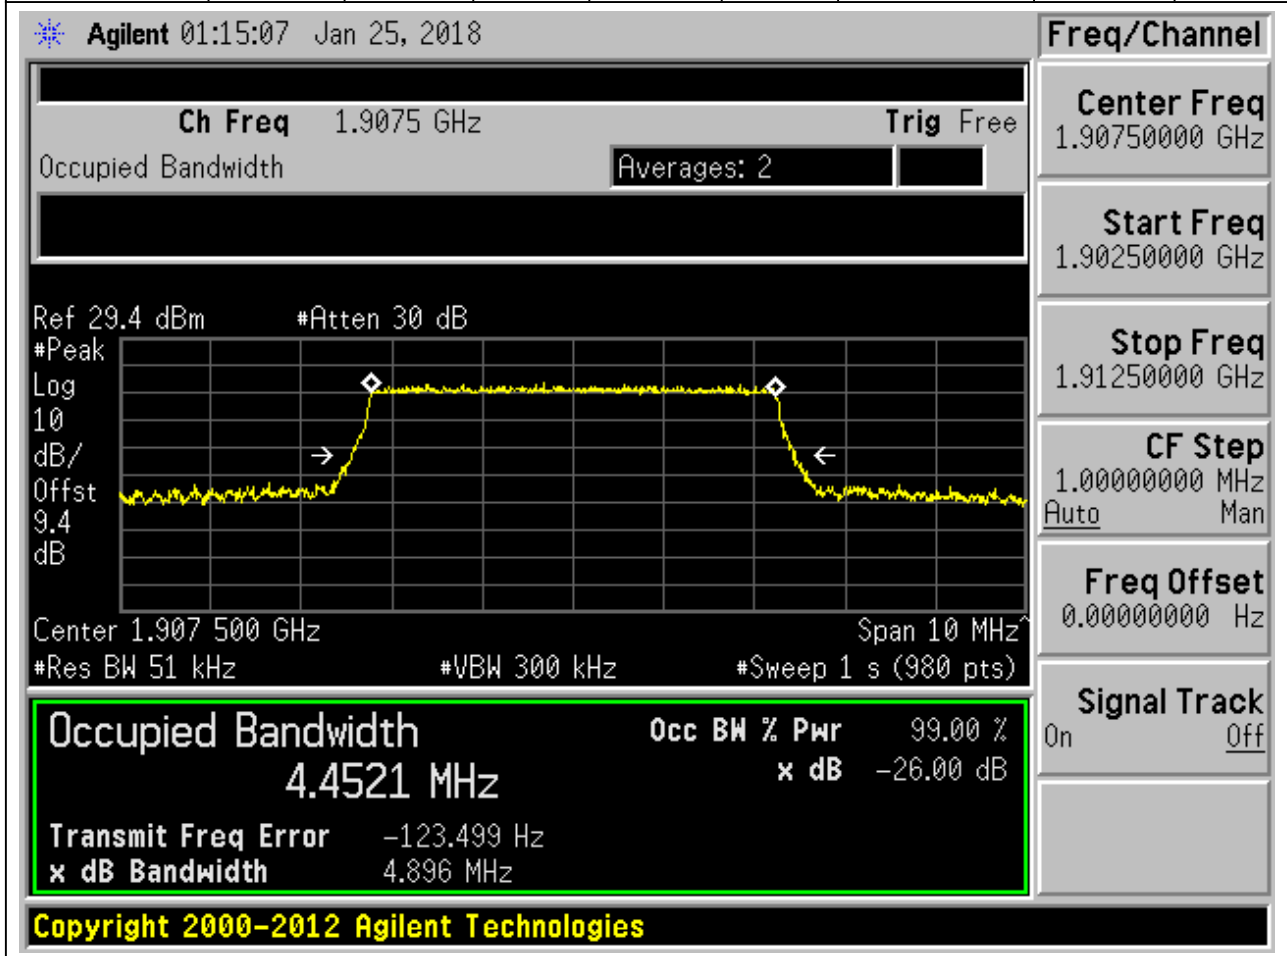 Agilent 01:15:07 Jan 25, 2018
Freq/Channel
Ch Freq 1.9075 GHz Trig Free
Occupied Bandwidth Averages: 2
Ref 29.4 dBm #Atten 30 dB
#Peak
Log
10
dB/
Offst
9.4
dB
Center 1.907 500 GHz Span 10 MHz^
#Res BW 51 kHz #VBW 300 kHz #Sweep 1 s (980 pts)
Occupied Bandwidth Occ BW % Pwr 99.00 %
4.4521 MHz x dB -26.00 dB
Transmit Freq Error -123.499 Hz
x dB Bandwidth 4.896 MHz
Copyright 2000-2012 Agilent Technologies
Center Freq
1.90750000 GHz
Start Freq
1.90250000 GHz
Stop Freq
1.91250000 GHz
CF Step
1.00000000 MHz
Auto Man
Freq Offset
0.00000000 Hz
Signal Track
On Off